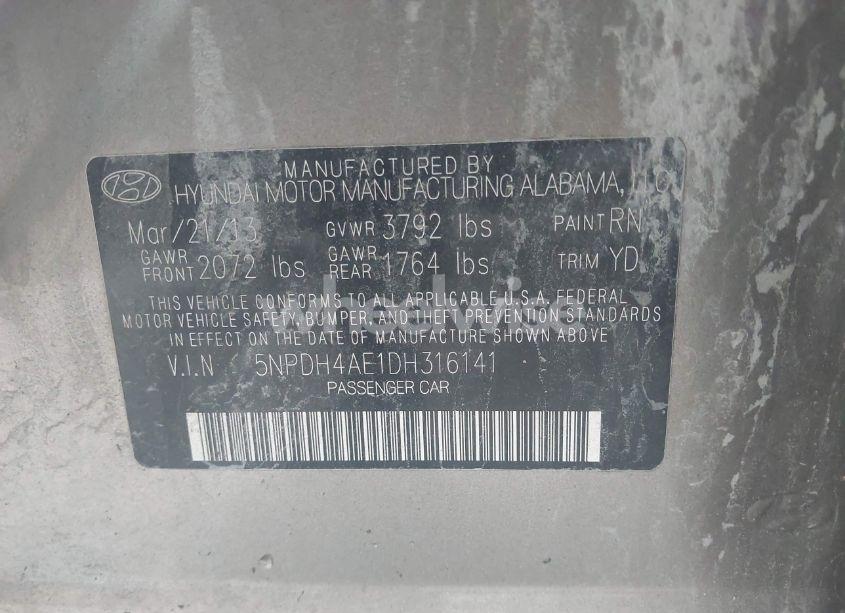 MANUFACTURED BY
HYUNDAI MOTOR MANUFACTURING ALABAMA, LLC
Mar/21/13 GVWR 3792 lbs PAINT RN
GAWR FRONT 2072 lbs GAWR REAR 1764 lbs TRIM YD
THIS VEHICLE CONFORMS TO ALL APPLICABLE U.S.A. FEDERAL
MOTOR VEHICLE SAFETY, BUMPER, AND THEFT PREVENTION STANDARDS
IN EFFECT ON THE DATE OF MANUFACTURE SHOWN ABOVE
V.I.N 5NPDH4AE1DH316141
PASSENGER CAR